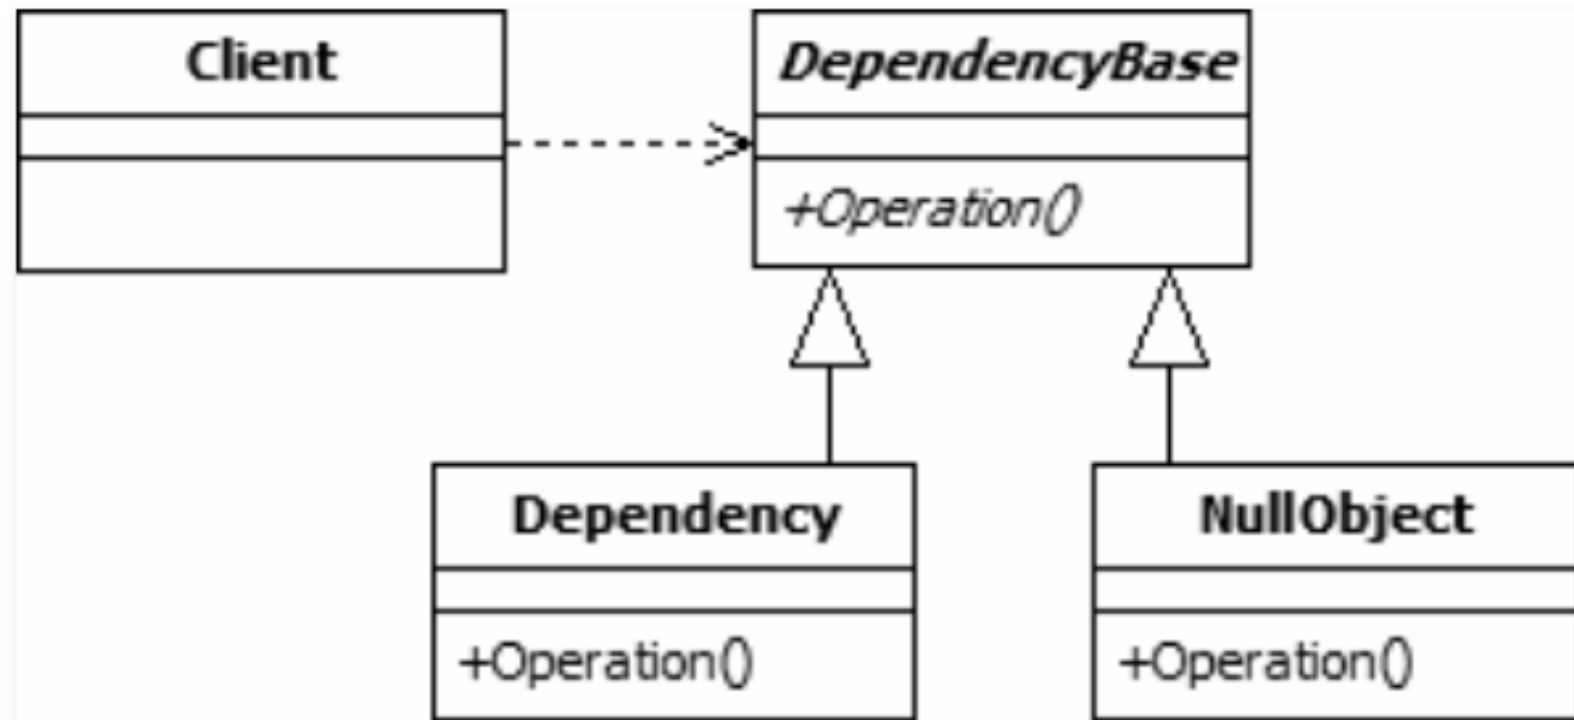 Client
DependencyBase
+Operation()
Dependency
NullObject
+Operation()
+Operation()